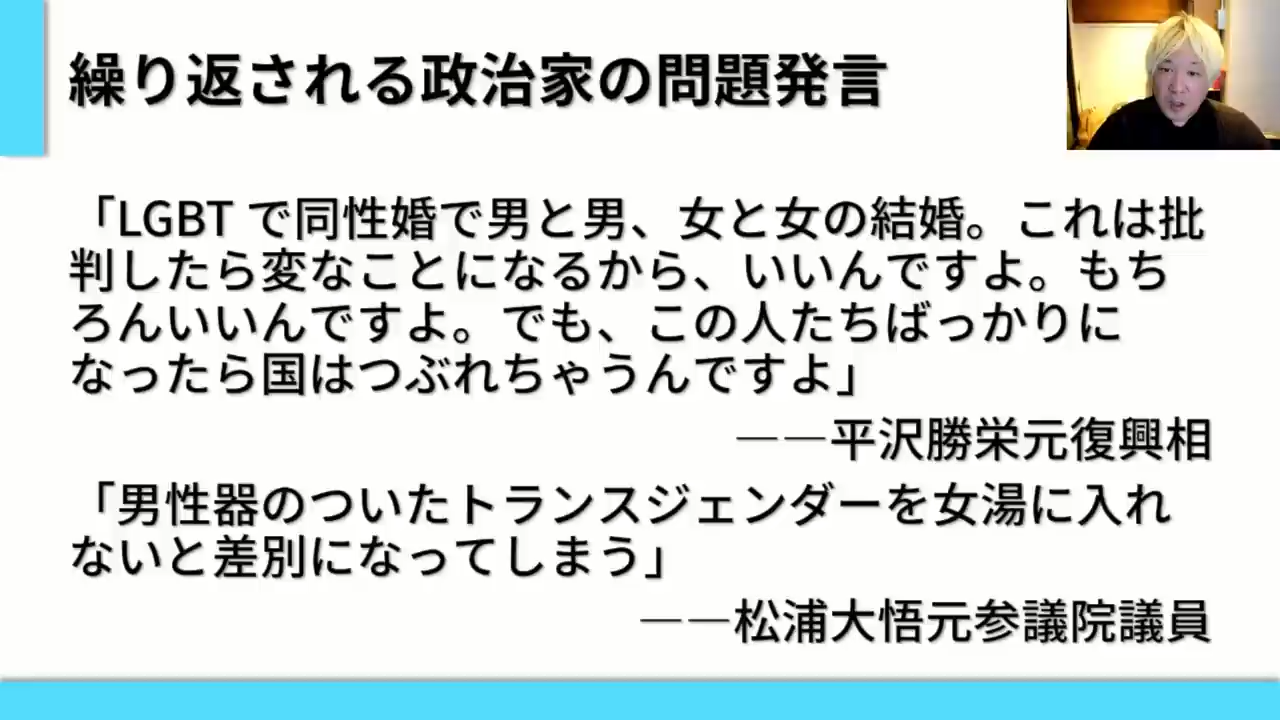 繰り返される政治家の問題発言
「LGBTで同性婚で男と男、女と女の結婚。これは批
判したら変なことになるから、いいんですよ。もち
ろんいいんですよ。でも、この人たちばっかりに
なったら国はつぶれちゃうんですよ」
――平沢勝栄元復興相
「男性器のついたトランスジェンダーを女湯に入れ
ないと差別になってしまう」
――松浦大悟元参議院議員